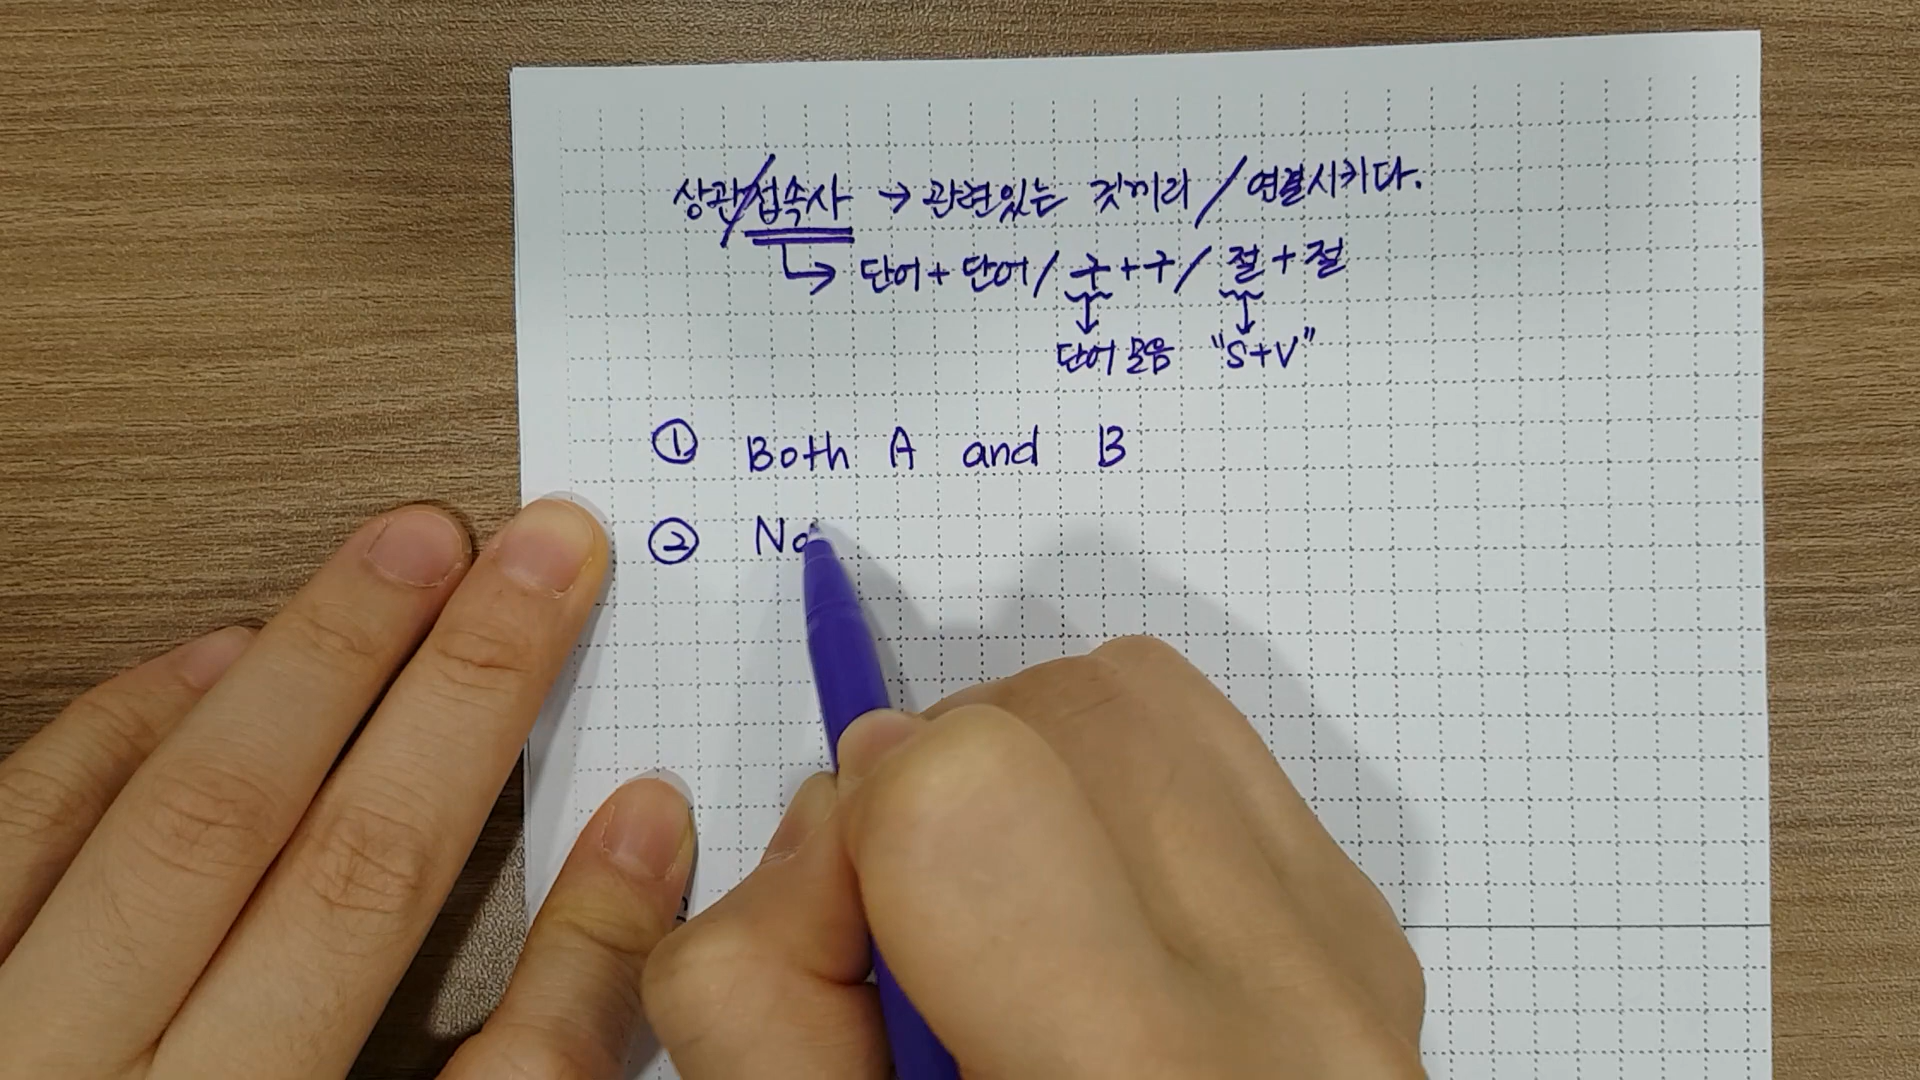 상관/접속사 → 관련있는 것끼리 / 연결시키다.
→ 단어 + 단어 / 구 + 구 / 절 + 절
단어 모음 "S+V"
① Both A and B
② No